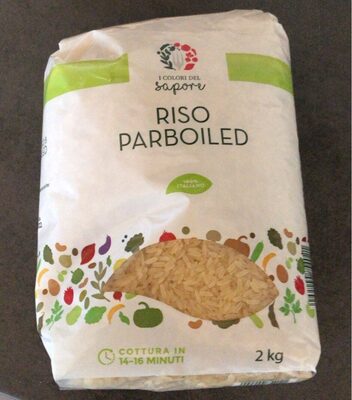 I COLORI DEL
sapore
RISO
PARBOILED
100%
ITALIANO
COTTURA IN
14-16 MINUTI
2 kg